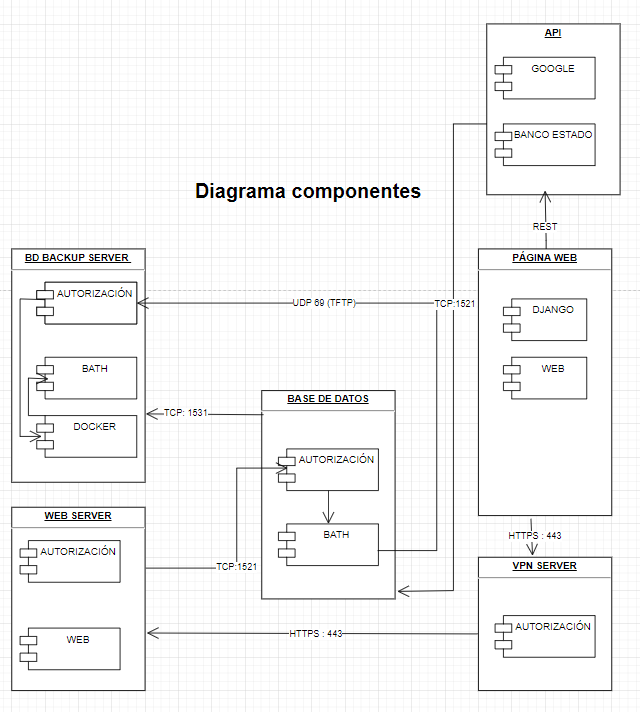 API
GOOGLE
BANCO ESTADO
Diagrama componentes
REST
BD BACKUP SERVER
AUTORIZACIÓN
BATH
DOCKER
UDP 69 (TFTP)
TCP:1521
PÁGINA WEB
DJANGO
WEB
BASE DE DATOS
AUTORIZACIÓN
BATH
TCP: 1531
WEB SERVER
AUTORIZACIÓN
WEB
TCP:1521
HTTPS : 443
HTTPS : 443
VPN SERVER
AUTORIZACIÓN